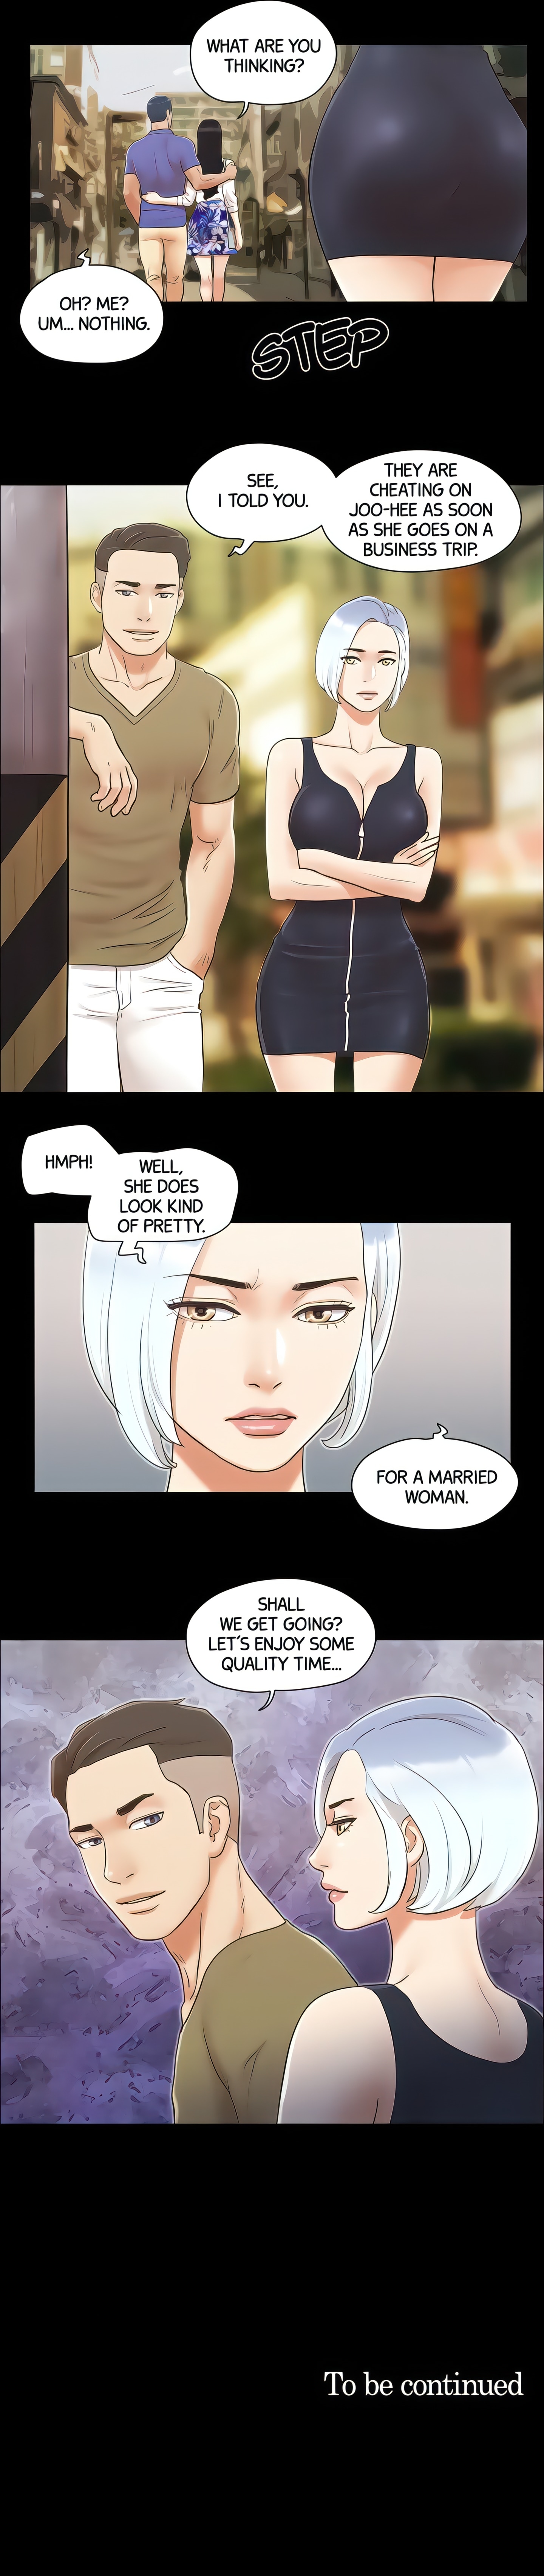 WHAT ARE YOU
THINKING?
OH? ME?
UM... NOTHING.
STEP
SEE,
I TOLD YOU.
THEY ARE
CHEATING ON
JOO-HEE AS SOON
AS SHE GOES ON A
BUSINESS TRIP.
HMPH!
WELL,
SHE DOES
LOOK KIND
OF PRETTY.
FOR A MARRIED
WOMAN.
SHALL
WE GET GOING?
LET'S ENJOY SOME
QUALITY TIME...
To be continued